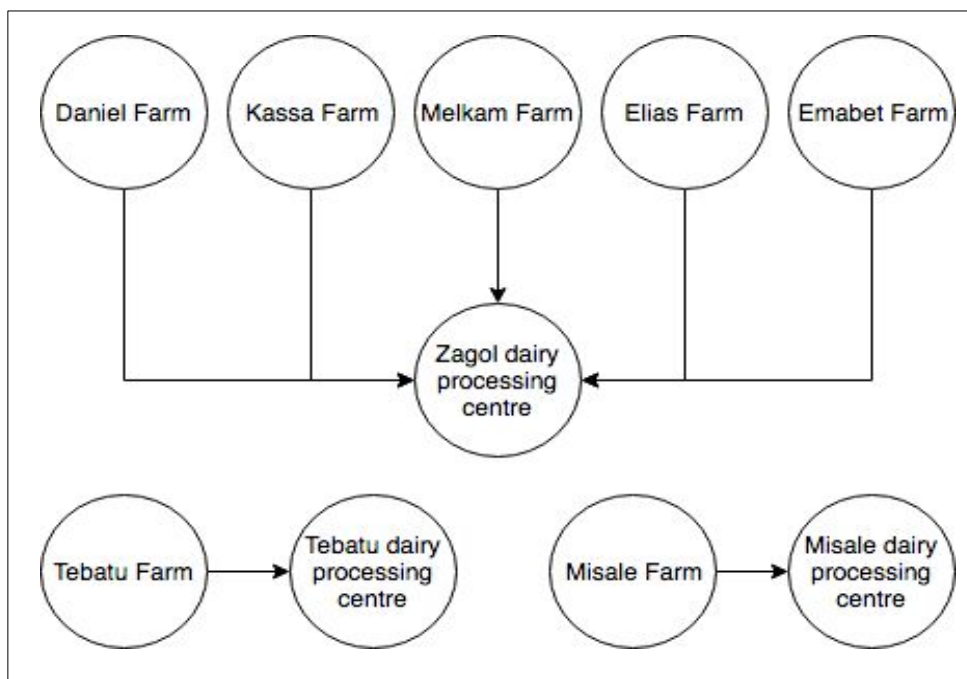 Daniel Farm
Kassa Farm
Melkam Farm
Elias Farm
Emabet Farm
Zagol dairy
processing
centre
Tebatu Farm
Tebatu dairy
processing
centre
Misale Farm
Misale dairy
processing
centre